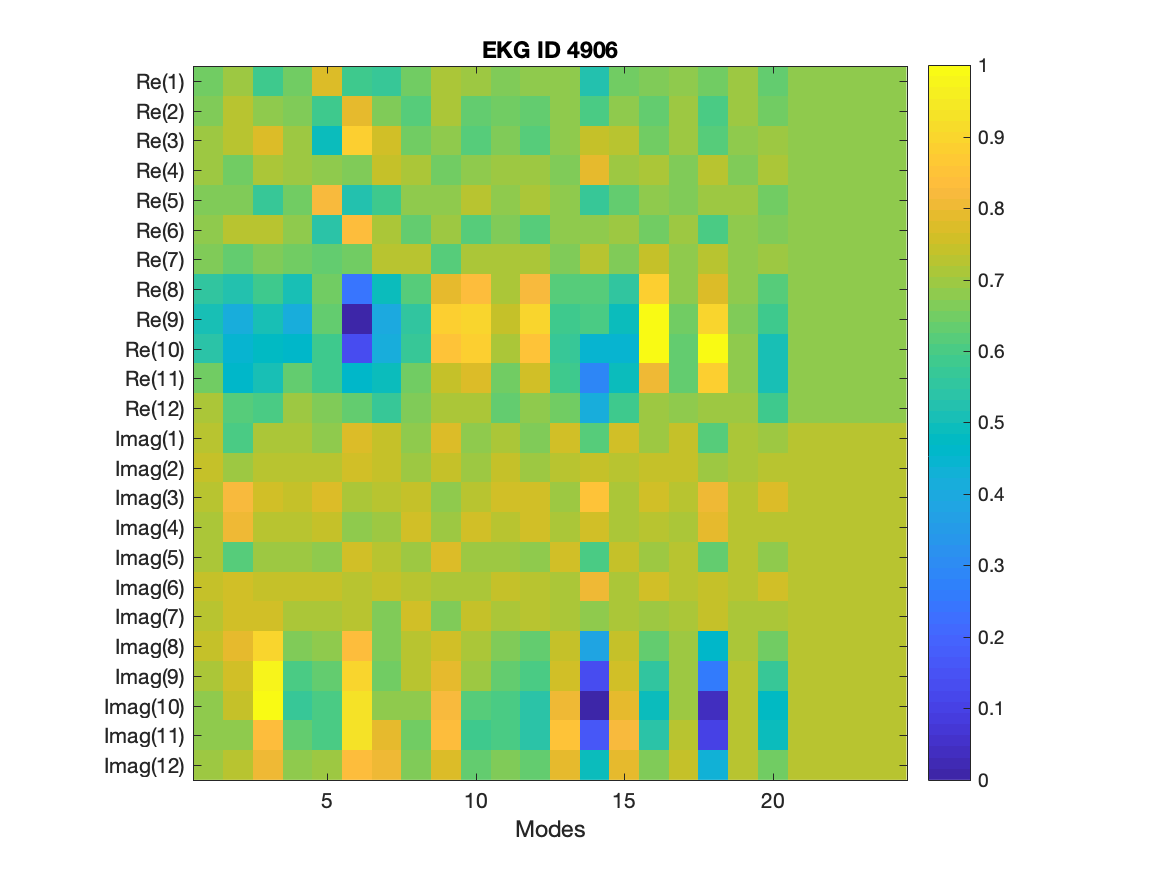 EKG ID 4906
Re(1)
Re(2)
Re(3)
Re(4)
Re(5)
Re(6)
Re(7)
Re(8)
Re(9)
Re(10)
Re(11)
Re(12)
Imag(1)
Imag(2)
Imag(3)
Imag(4)
Imag(5)
Imag(6)
Imag(7)
Imag(8)
Imag(9)
Imag(10)
Imag(11)
Imag(12)
5 10 15 20
Modes
1
0.9
0.8
0.7
0.6
0.5
0.4
0.3
0.2
0.1
0